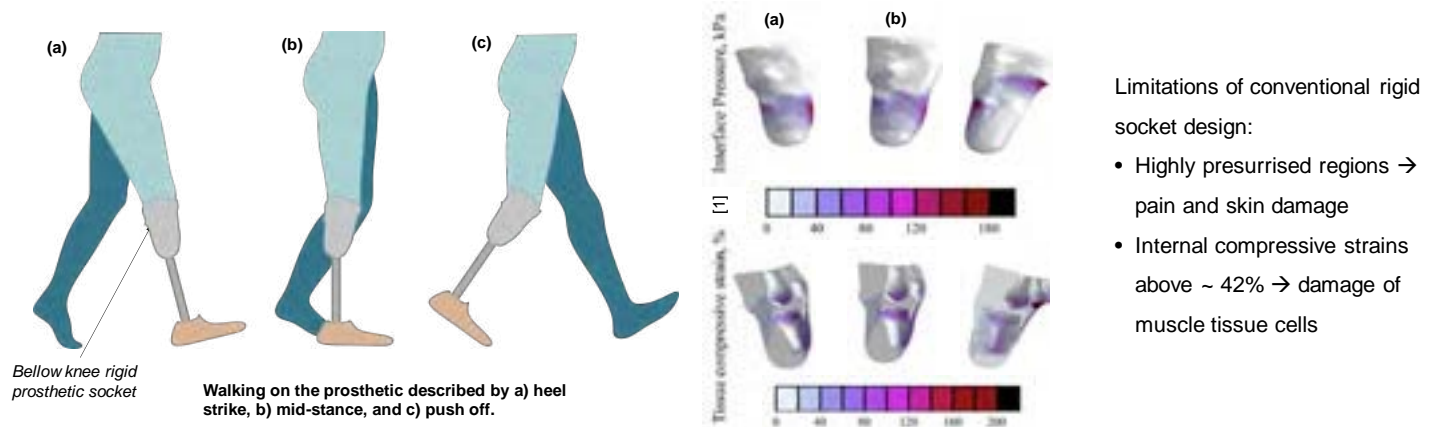 (a)
(b)
(c)
Bellow knee rigid
prosthetic socket
Walking on the prosthetic described by a) heel
strike, b) mid-stance, and c) push off.
(a)
(b)
Interface Pressure, kPa
0 40 80 120 180
[1]
Tissue compressive strain, %
0 40 80 120 160 200
Limitations of conventional rigid
socket design:
• Highly presurrised regions →
pain and skin damage
• Internal compressive strains
above ~ 42% → damage of
muscle tissue cells